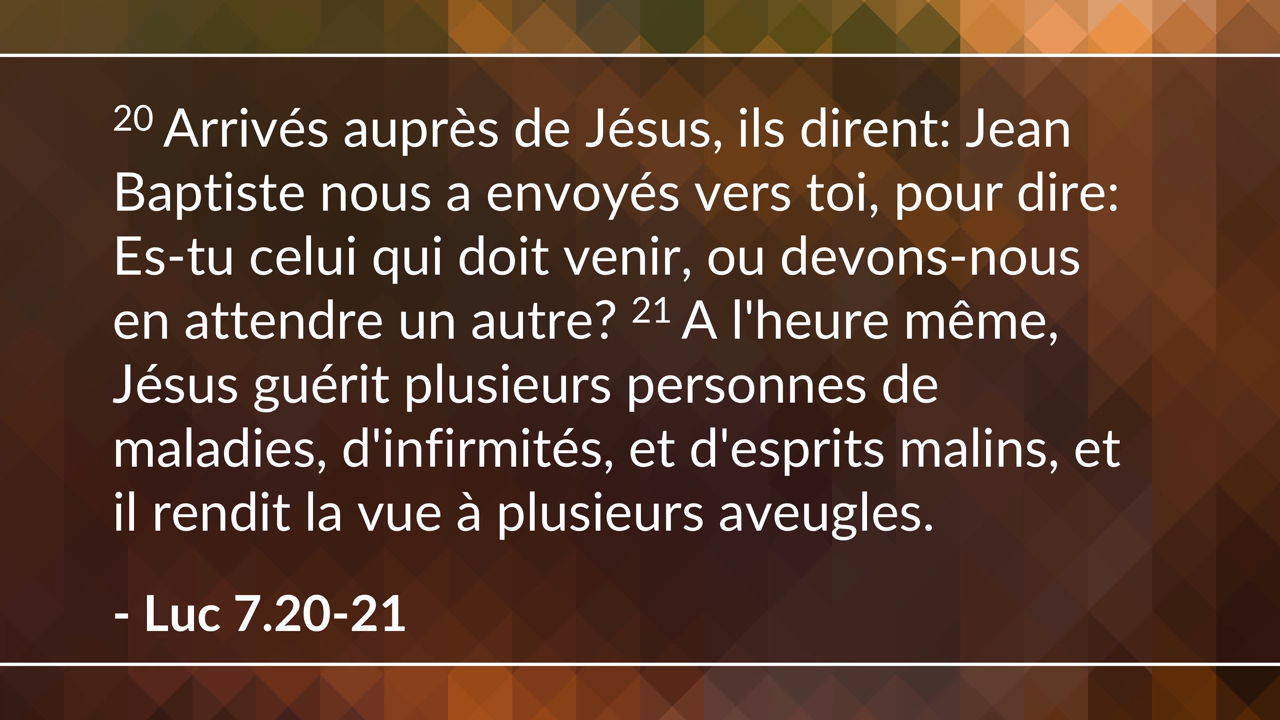 20 Arrivés auprès de Jésus, ils dirent: Jean
Baptiste nous a envoyés vers toi, pour dire:
Es-tu celui qui doit venir, ou devons-nous
en attendre un autre? 21 A l'heure même,
Jésus guérit plusieurs personnes de
maladies, d'infirmités, et d'esprits malins, et
il rendit la vue à plusieurs aveugles.
- Luc 7.20-21